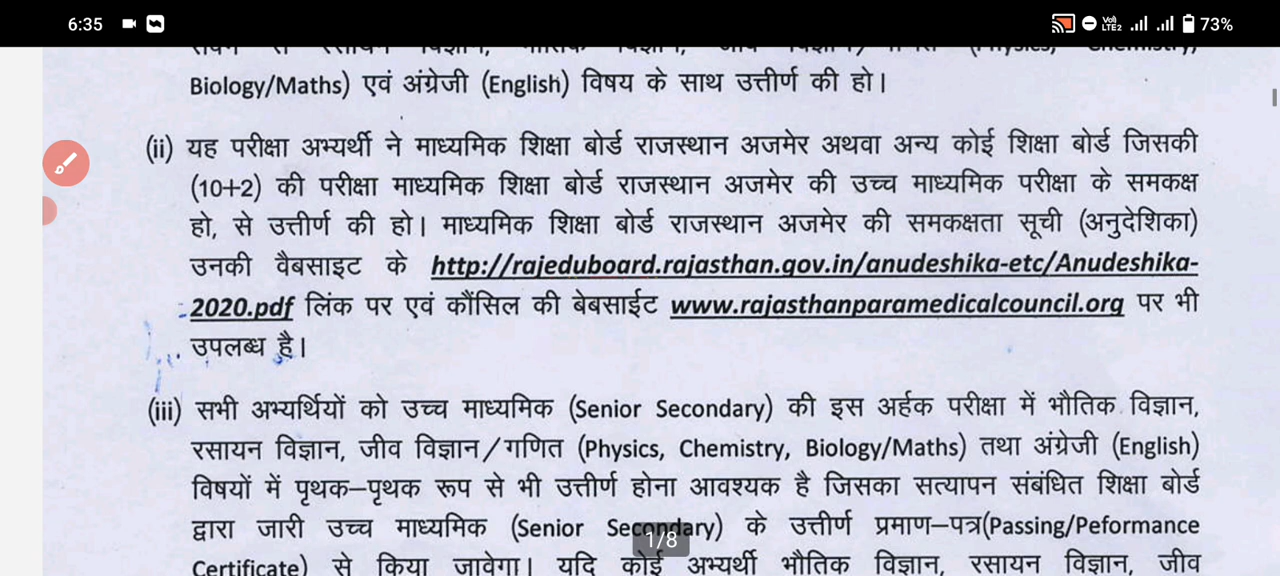 6:35
VoLTE2 73%
Biology/Maths) एवं अंग्रेजी (English) विषय के साथ उत्तीर्ण की हो।
(ii) यह परीक्षा अभ्यर्थी ने माध्यमिक शिक्षा बोर्ड राजस्थान अजमेर अथवा अन्य कोई शिक्षा बोर्ड जिसकी
(10+2) की परीक्षा माध्यमिक शिक्षा बोर्ड राजस्थान अजमेर की उच्च माध्यमिक परीक्षा के समकक्ष
हो, से उत्तीर्ण की हो। माध्यमिक शिक्षा बोर्ड राजस्थान अजमेर की समकक्षता सूची (अनुदेशिका)
उनकी वैबसाइट के http://rajeduboard.rajasthan.gov.in/anudeshika-etc/Anudeshika-
2020.pdf लिंक पर एवं कौंसिल की बेबसाईट www.rajasthanparamedicalcouncil.org पर भी
उपलब्ध है।
(iii) सभी अभ्यर्थियों को उच्च माध्यमिक (Senior Secondary) की इस अर्हक परीक्षा में भौतिक विज्ञान,
रसायन विज्ञान, जीव विज्ञान/गणित (Physics, Chemistry, Biology/Maths) तथा अंग्रेजी (English)
विषयों में पृथक–पृथक रूप से भी उत्तीर्ण होना आवश्यक है जिसका सत्यापन संबंधित शिक्षा बोर्ड
द्वारा जारी उच्च माध्यमिक (Senior Secondary) के उत्तीर्ण प्रमाण–पत्र(Passing/Peformance
1/8
Certificate) से किया जावेगा। यदि कोई अभ्यर्थी भौतिक विज्ञान, रसायन विज्ञान, जीव